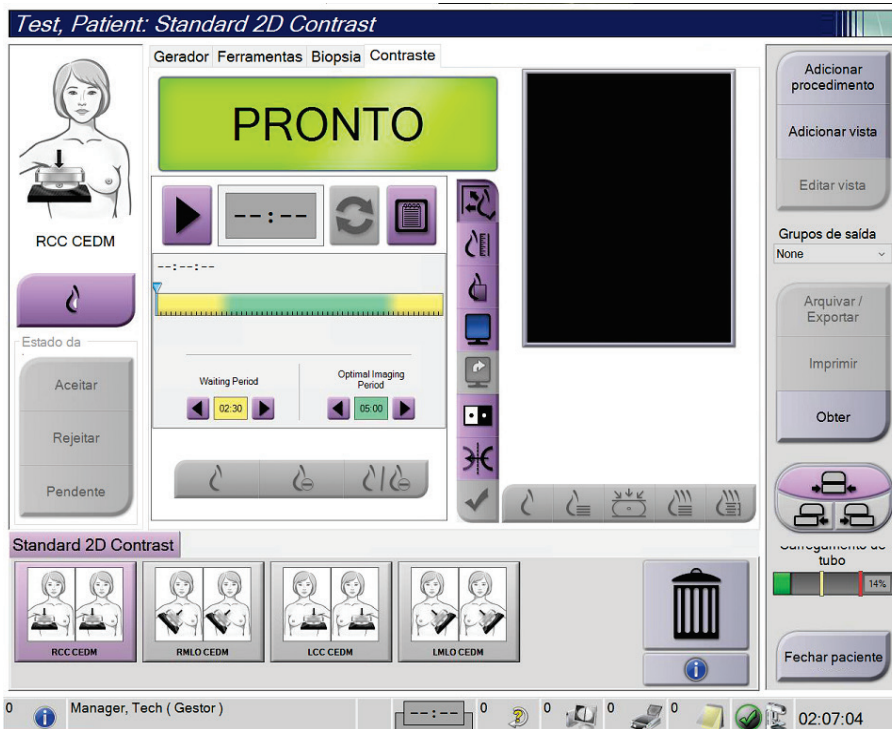 Test, Patient: Standard 2D Contrast
Gerador Ferramentas Biopsia Contraste
PRONTO
--:--
--:--:--
Waiting Period
Optimal Imaging
Period
02:30
05:00
RCC CEDM
Estado da
Aceitar
Rejeitar
Pendente
Adicionar
procedimento
Adicionar vista
Editar vista
Grupos de saída
None
Arquivar /
Exportar
Imprimir
Obter
Carregamento do
tubo
14%
Fechar paciente
Standard 2D Contrast
RCC CEDM
RMLO CEDM
LCC CEDM
LMLO CEDM
0 Manager, Tech ( Gestor ) --:-- 0 0 0 0 02:07:04